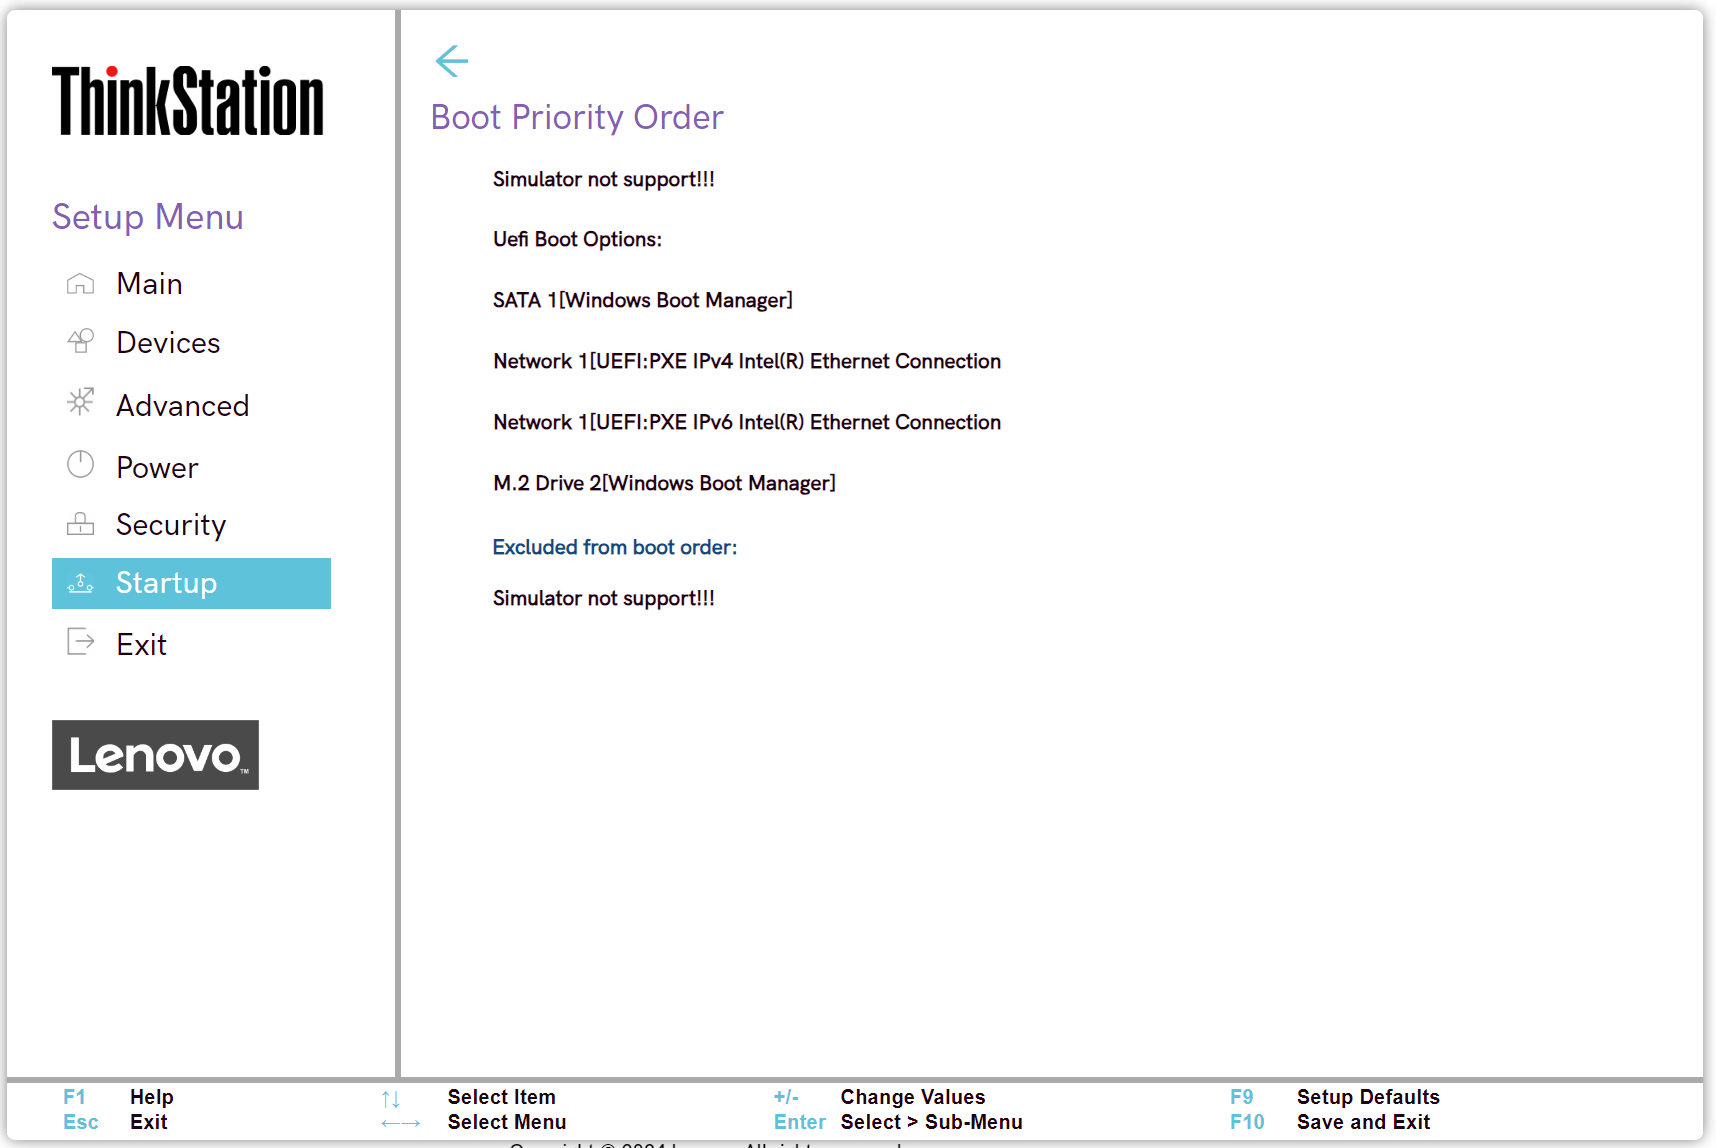 ThinkStation
Setup Menu
Main
Devices
Advanced
Power
Security
Startup
Exit
Lenovo™
Boot Priority Order
Simulator not support!!!
Uefi Boot Options:
SATA 1[Windows Boot Manager]
Network 1[UEFI:PXE IPv4 Intel(R) Ethernet Connection
Network 1[UEFI:PXE IPv6 Intel(R) Ethernet Connection
M.2 Drive 2[Windows Boot Manager]
Excluded from boot order:
Simulator not support!!!
F1 Help ↑↓ Select Item +/- Change Values F9 Setup Defaults
Esc Exit ←→ Select Menu Enter Select > Sub-Menu F10 Save and Exit